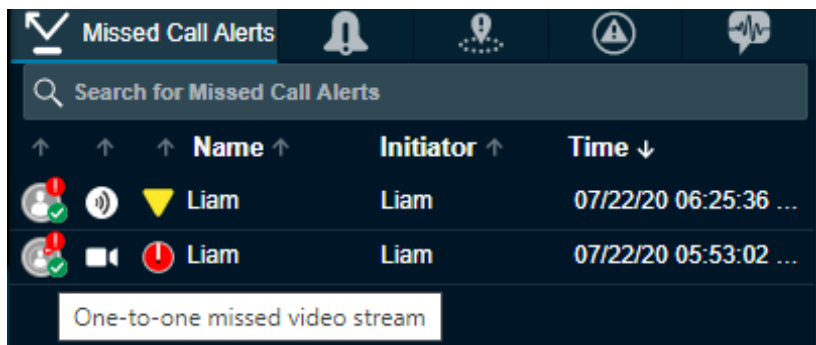 Missed Call Alerts
Search for Missed Call Alerts
Name Initiator Time
Liam Liam 07/22/20 06:25:36 ...
Liam Liam 07/22/20 05:53:02 ...
One-to-one missed video stream